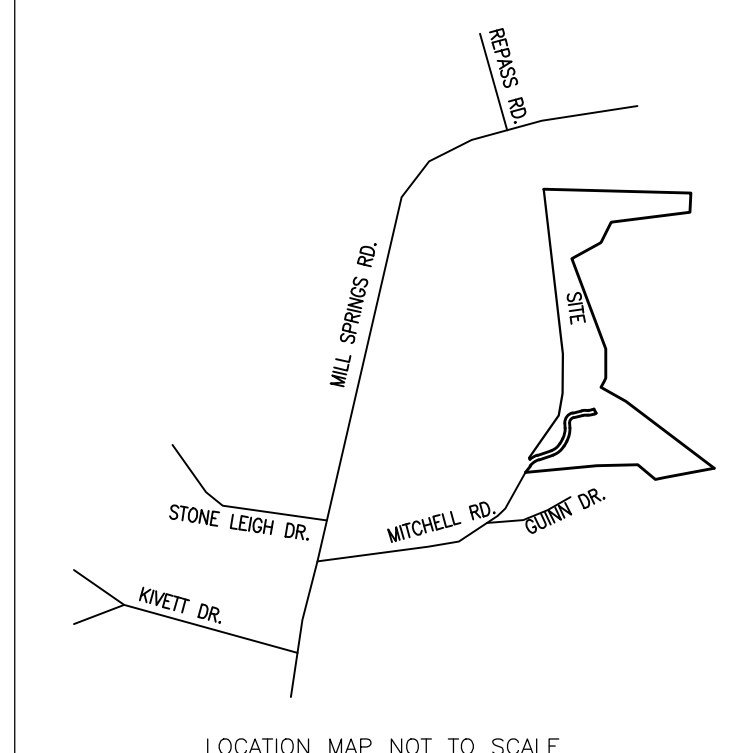 REPASS RD.
MILL SPRINGS RD.
SITE
STONE LEIGH DR.
MITCHELL RD.
GUINN DR.
KIVETT DR.
LOCATION MAP NOT TO SCALE